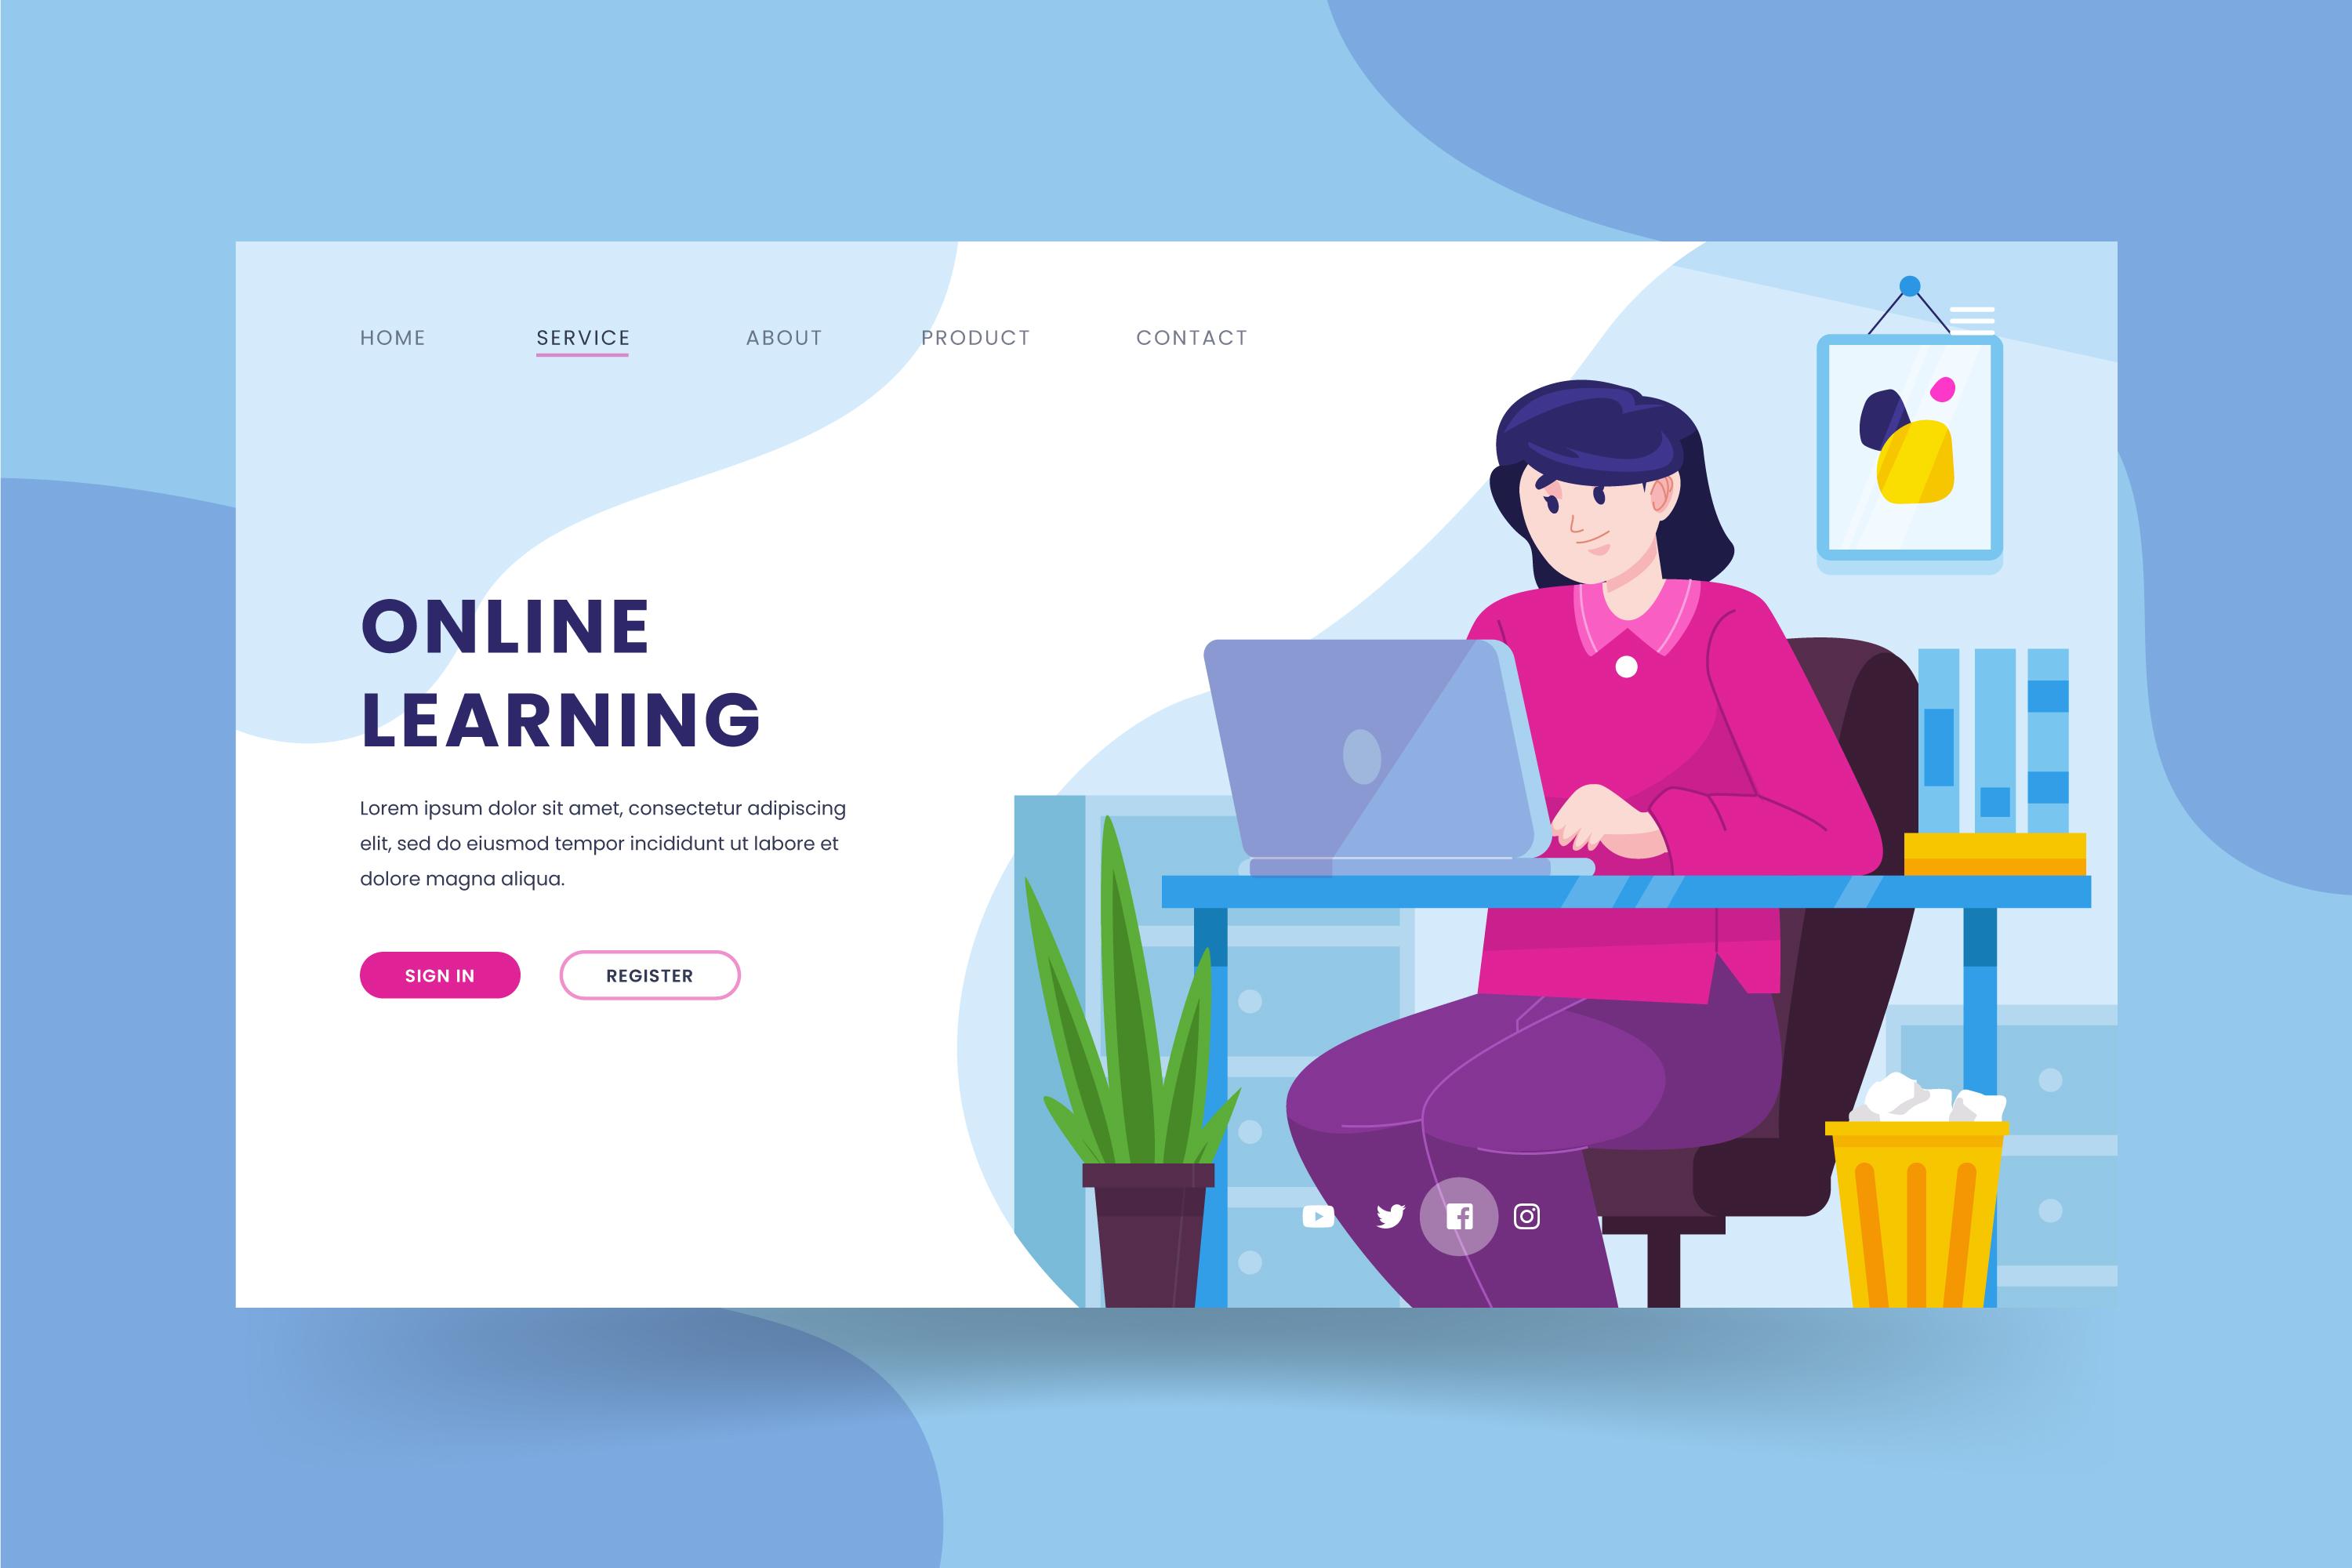 HOME SERVICE ABOUT PRODUCT CONTACT
ONLINE
LEARNING
Lorem ipsum dolor sit amet, consectetur adipiscing
elit, sed do eiusmod tempor incididunt ut labore et
dolore magna aliqua.
SIGN IN REGISTER